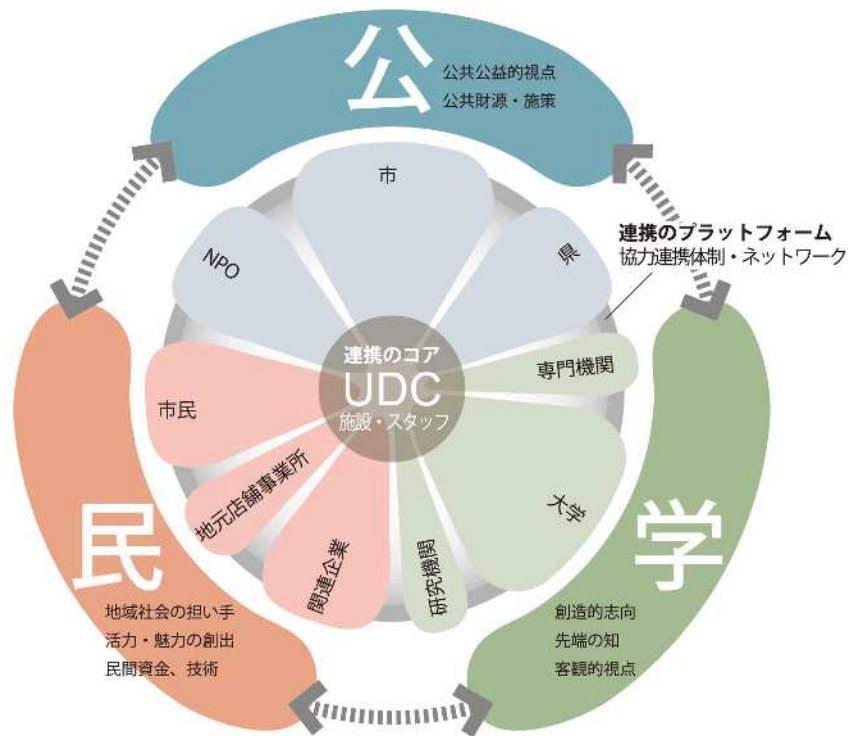 公
公共公益的視点
公共財源・施策
市
県
NPO
連携のプラットフォーム
協力連携体制・ネットワーク
連携のコア
UDC
施設・スタッフ
専門機関
大学
研究機関
市民
地元店舗事業所
関連企業
民
地域社会の担い手
活力・魅力の創出
民間資金、技術
学
創造的志向
先端の知
客観的視点